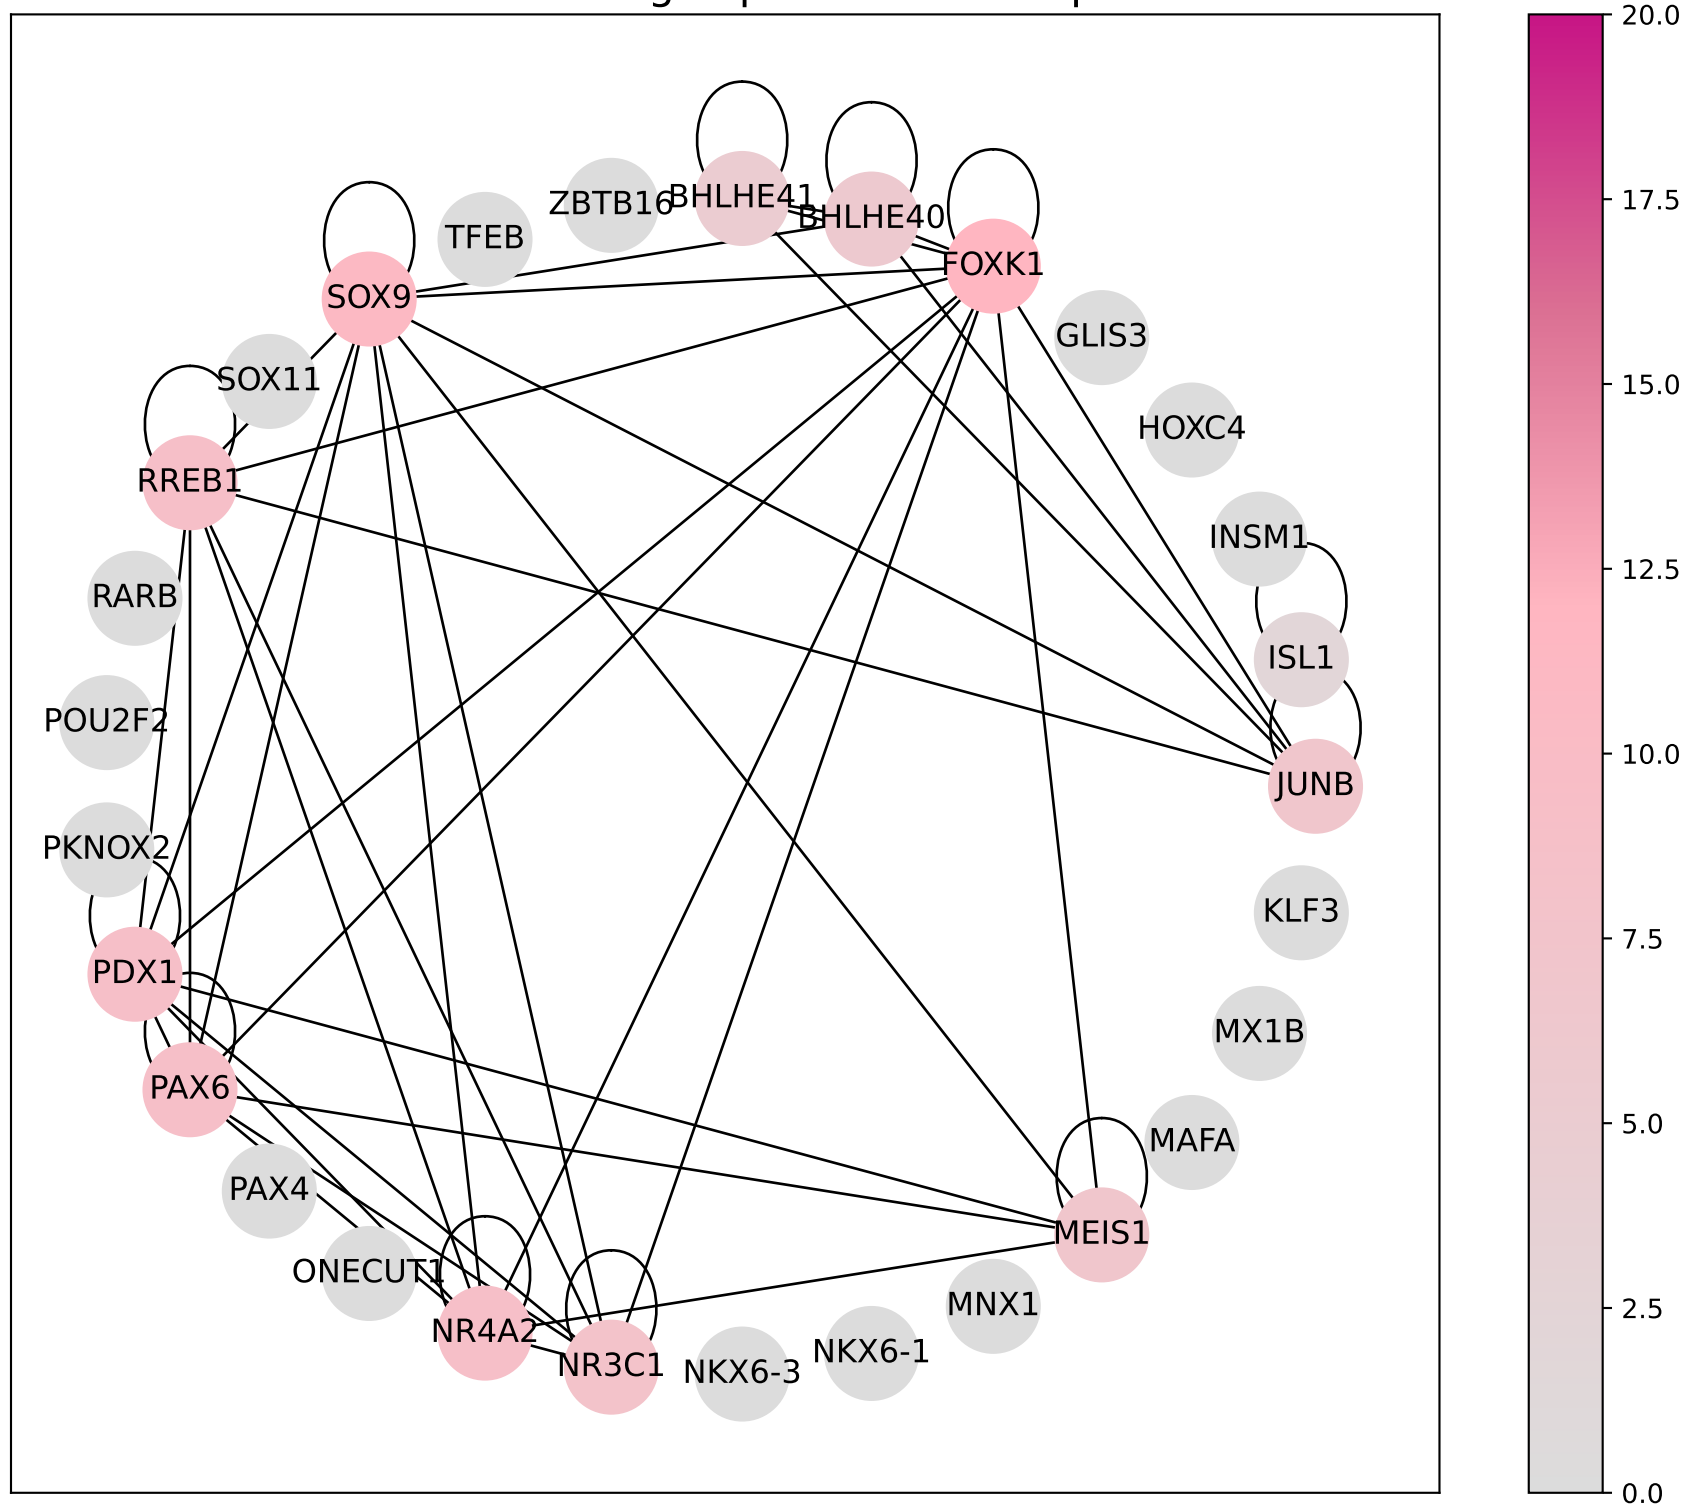 BHLHE41
BHLHE40
ZBTB16
TFEB
FOXK1
SOX9
GLIS3
SOX11
HOXC4
RREB1
INSM1
RARB
ISL1
POU2F2
JUNB
PKNOX2
KLF3
PDX1
MX1B
PAX6
MAFA
PAX4
MEIS1
ONECUT1
MNX1
NR4A2
NKX6-1
NR3C1
NKX6-3
20.0
17.5
15.0
12.5
10.0
7.5
5.0
2.5
0.0